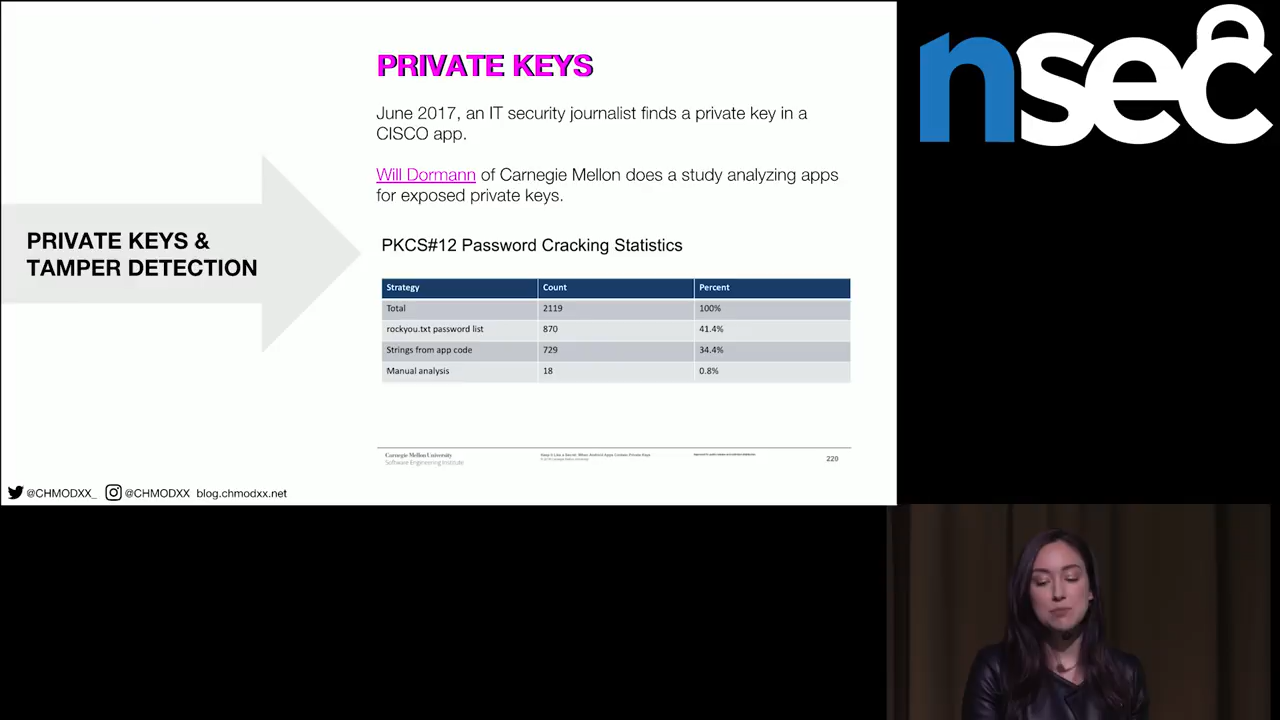 PRIVATE KEYS
June 2017, an IT security journalist finds a private key in a
CISCO app.
Will Dormann of Carnegie Mellon does a study analyzing apps
for exposed private keys.
PRIVATE KEYS &
TAMPER DETECTION
PKCS#12 Password Cracking Statistics
Strategy Count Percent
Total 2119 100%
rockyou.txt password list 870 41.4%
Strings from app code 729 34.4%
Manual analysis 18 0.8%
Carnegie Mellon University
Software Engineering Institute
220
@CHMODXX_ @CHMODXX blog.chmodxx.net
nsec